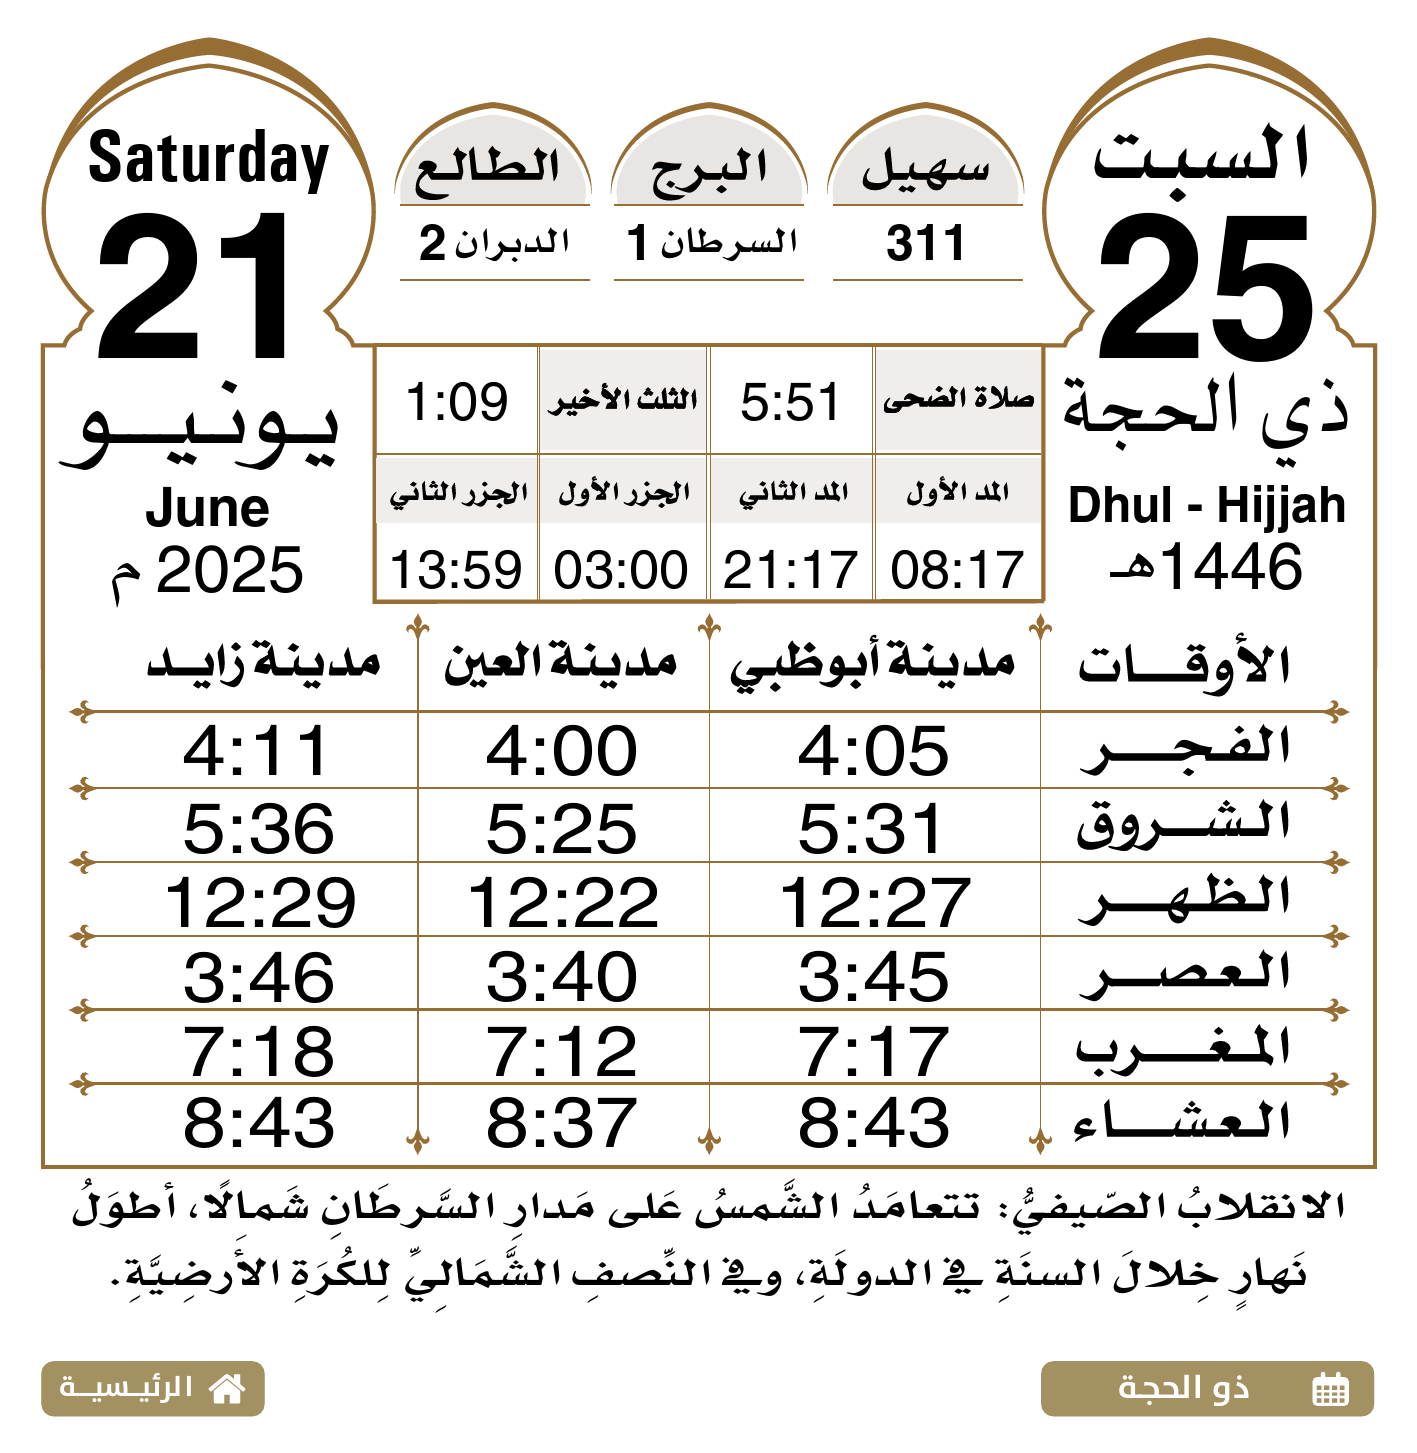 السبت
25
ذي الحجة
Dhul - Hijjah
1446هـ
سهيل
311
البرج
السرطان 1
الطالع
الدبران 2
Saturday
21
يونيو
June
2025 م
صلاة الضحى 5:51 الثلث الأخير 1:09
المد الأول المد الثاني الجزر الأول الجزر الثاني
08:17 21:17 03:00 13:59
الأوقات مدينة أبوظبي مدينة العين مدينة زايد
الفجر 4:05 4:00 4:11
الشروق 5:31 5:25 5:36
الظهر 12:27 12:22 12:29
العصر 3:45 3:40 3:46
المغرب 7:17 7:12 7:18
العشاء 8:43 8:37 8:43
الانقلابُ الصّيفيُّ: تتعامَدُ الشَّمسُ عَلى مَدارِ السَّرطَانِ شَمالًا، أطوَلُ
نَهارٍ خِلالَ السنَةِ في الدولَةِ، وفي النِّصفِ الشَّمَالِيِّ لِلكُرَةِ الأَرضِيَّةِ.
ذو الحجة
الرئيسية